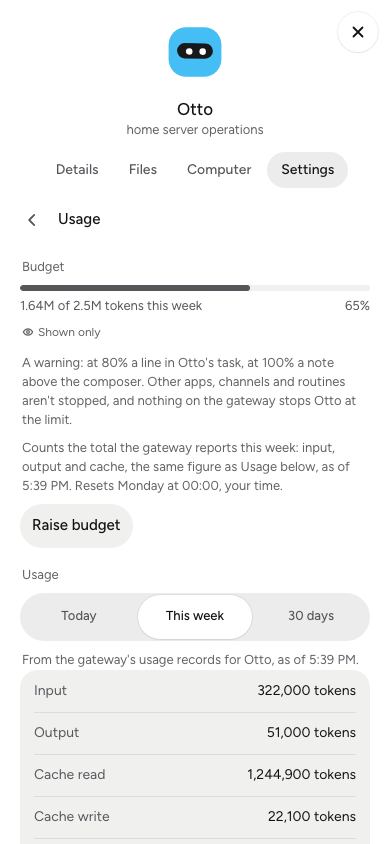 Otto
home server operations
Details Files Computer Settings
Usage
Budget
1.64M of 2.5M tokens this week 65%
Shown only
A warning: at 80% a line in Otto's task, at 100% a note
above the composer. Other apps, channels and routines
aren't stopped, and nothing on the gateway stops Otto at
the limit.
Counts the total the gateway reports this week: input,
output and cache, the same figure as Usage below, as of
5:39 PM. Resets Monday at 00:00, your time.
Raise budget
Usage
Today This week 30 days
From the gateway's usage records for Otto, as of 5:39 PM.
Input 322,000 tokens
Output 51,000 tokens
Cache read 1,244,900 tokens
Cache write 22,100 tokens